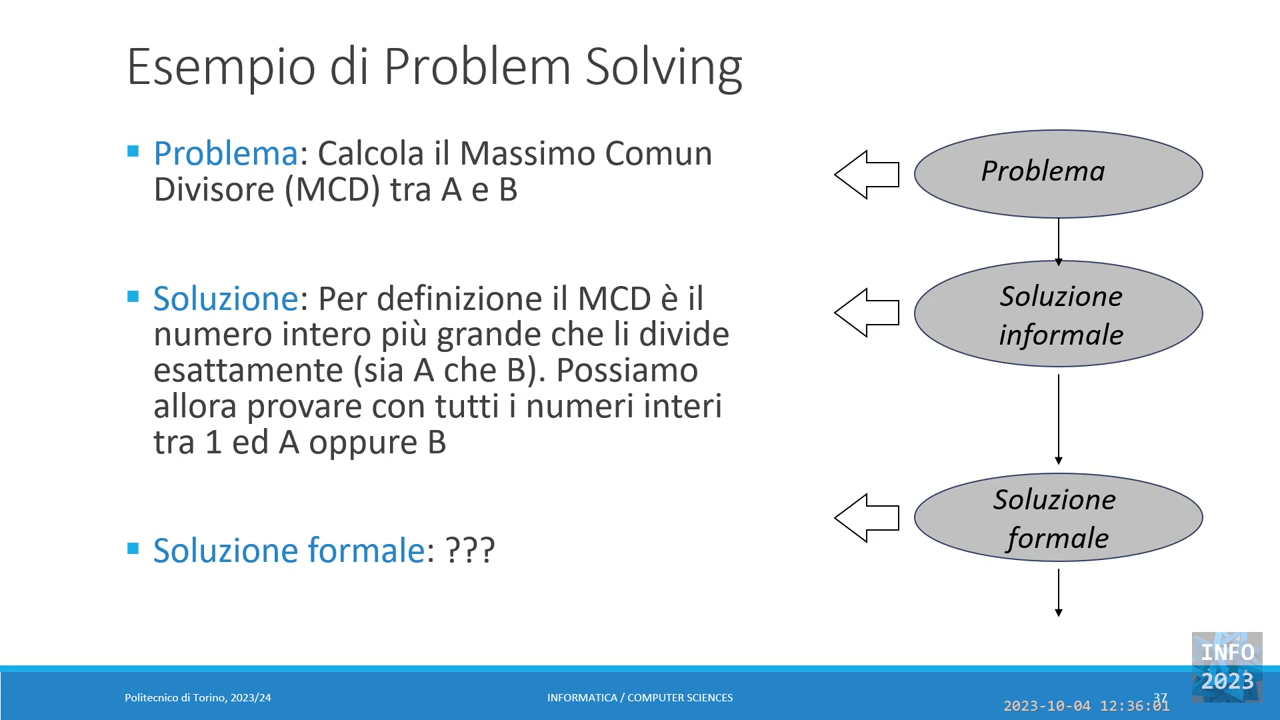 Esempio di Problem Solving
Problema: Calcola il Massimo Comun
Divisore (MCD) tra A e B
Soluzione: Per definizione il MCD è il
numero intero più grande che li divide
esattamente (sia A che B). Possiamo
allora provare con tutti i numeri interi
tra 1 ed A oppure B
Soluzione formale: ???
Problema
Soluzione
informale
Soluzione
formale
Politecnico di Torino, 2023/24
INFORMATICA / COMPUTER SCIENCES
37
INFO
2023
2023-10-04 12:36:01